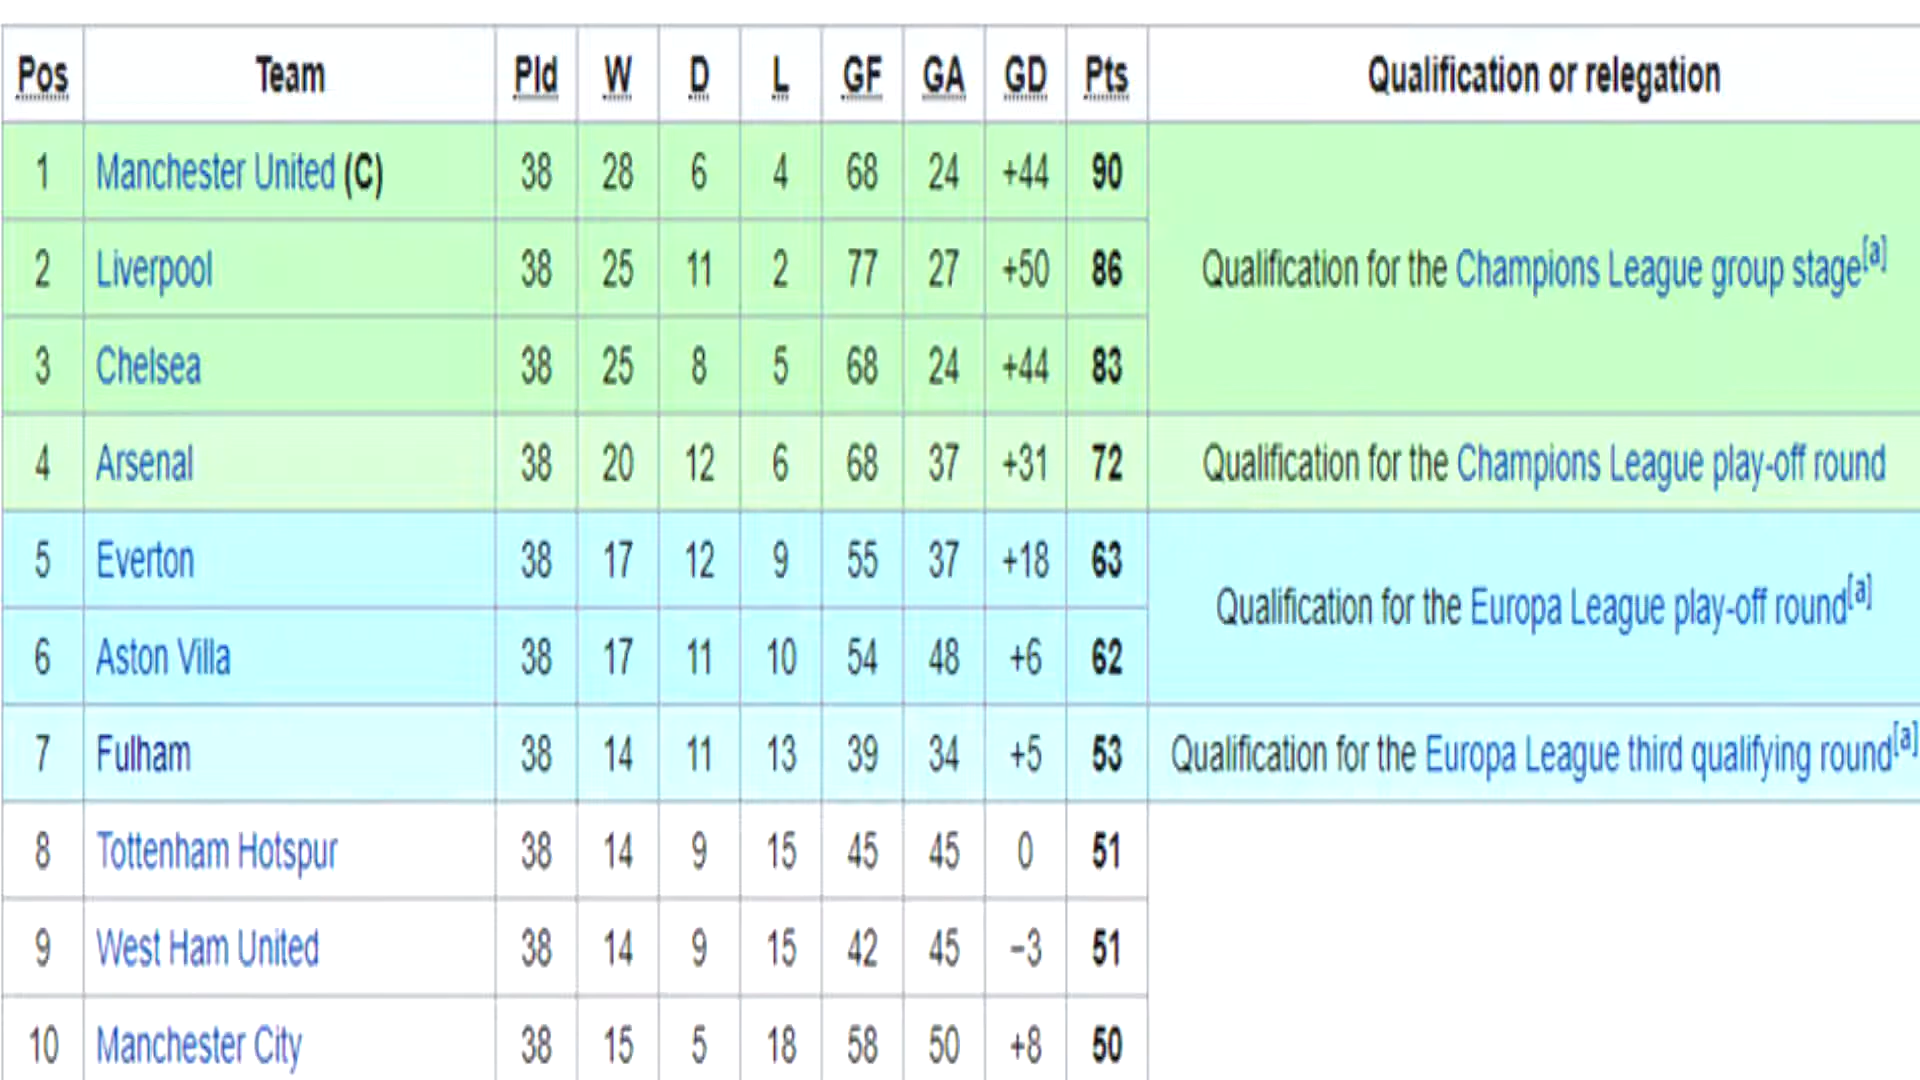 Pos Team Pld W D L GF GA GD Pts Qualification or relegation
1 Manchester United (C) 38 28 6 4 68 24 +44 90
2 Liverpool 38 25 11 2 77 27 +50 86 Qualification for the Champions League group stage[a]
3 Chelsea 38 25 8 5 68 24 +44 83
4 Arsenal 38 20 12 6 68 37 +31 72 Qualification for the Champions League play-off round
5 Everton 38 17 12 9 55 37 +18 63
Qualification for the Europa League play-off round[a]
6 Aston Villa 38 17 11 10 54 48 +6 62
7 Fulham 38 14 11 13 39 34 +5 53 Qualification for the Europa League third qualifying round[a]
8 Tottenham Hotspur 38 14 9 15 45 45 0 51
9 West Ham United 38 14 9 15 42 45 −3 51
10 Manchester City 38 15 5 18 58 50 +8 50